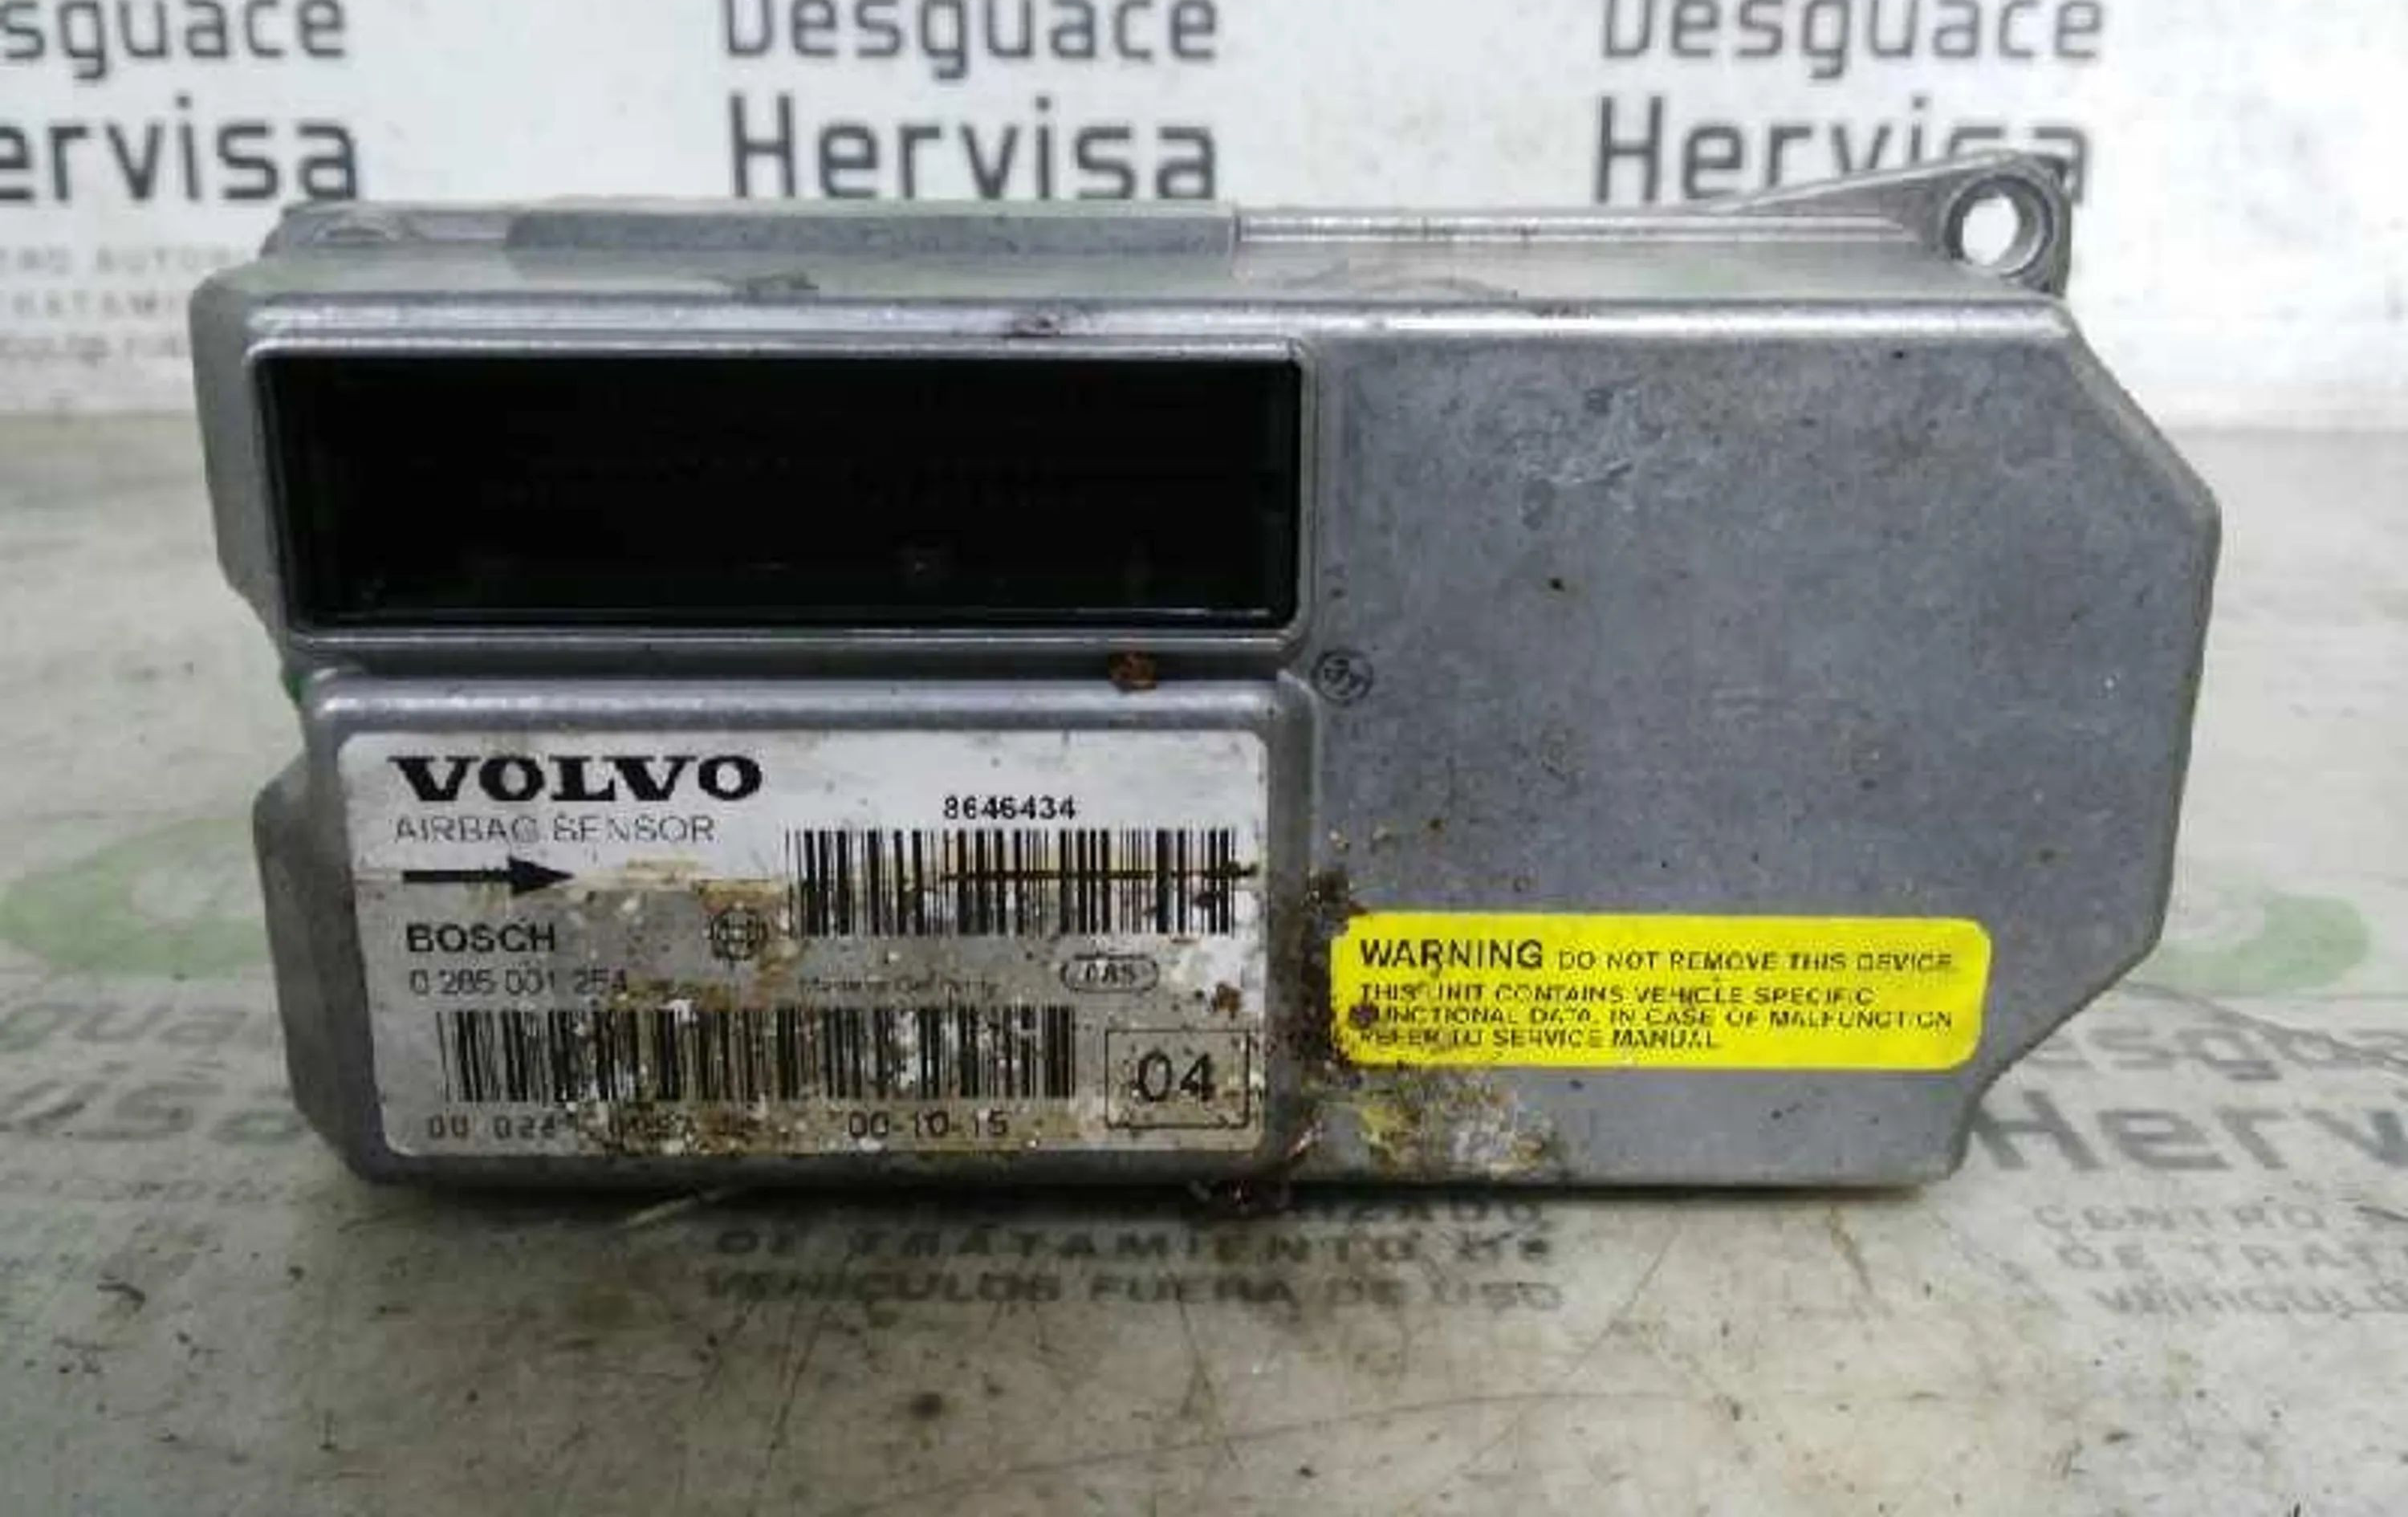 Desguace
Desguace
Hervisa
Hervisa
VOLVO
AIRBAG SENSOR
8646434
BOSCH
0 285 001 254
Germany
04
00-10-15
WARNING DO NOT REMOVE THIS DEVICE
THIS UNIT CONTAINS VEHICLE SPECIFIC
FUNCTIONAL DATA. IN CASE OF MALFUNCTION
REFER TO SERVICE MANUAL
DE TRATAMIENTO DE
VEHICULOS FUERA DE USO